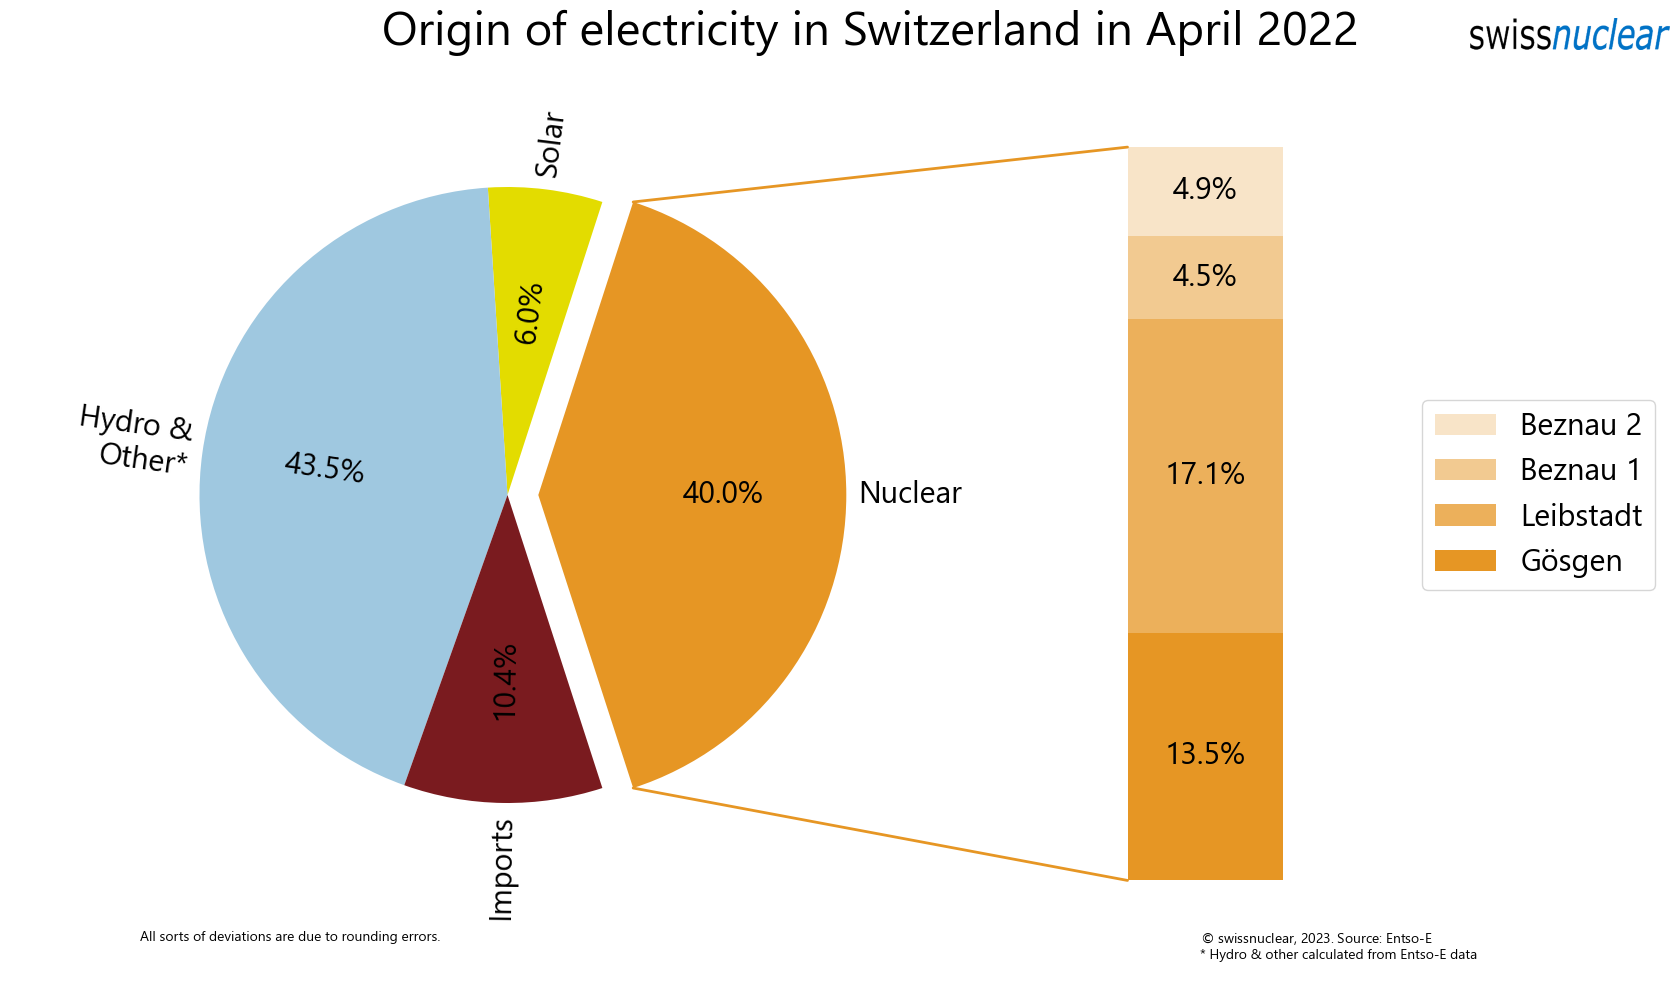 Origin of electricity in Switzerland in April 2022
swissnuclear
Solar
6.0%
Hydro &
Other*
43.5%
40.0%
Nuclear
10.4%
Imports
4.9%
4.5%
17.1%
13.5%
Beznau 2
Beznau 1
Leibstadt
Gösgen
All sorts of deviations are due to rounding errors.
© swissnuclear, 2023. Source: Entso-E
* Hydro & other calculated from Entso-E data